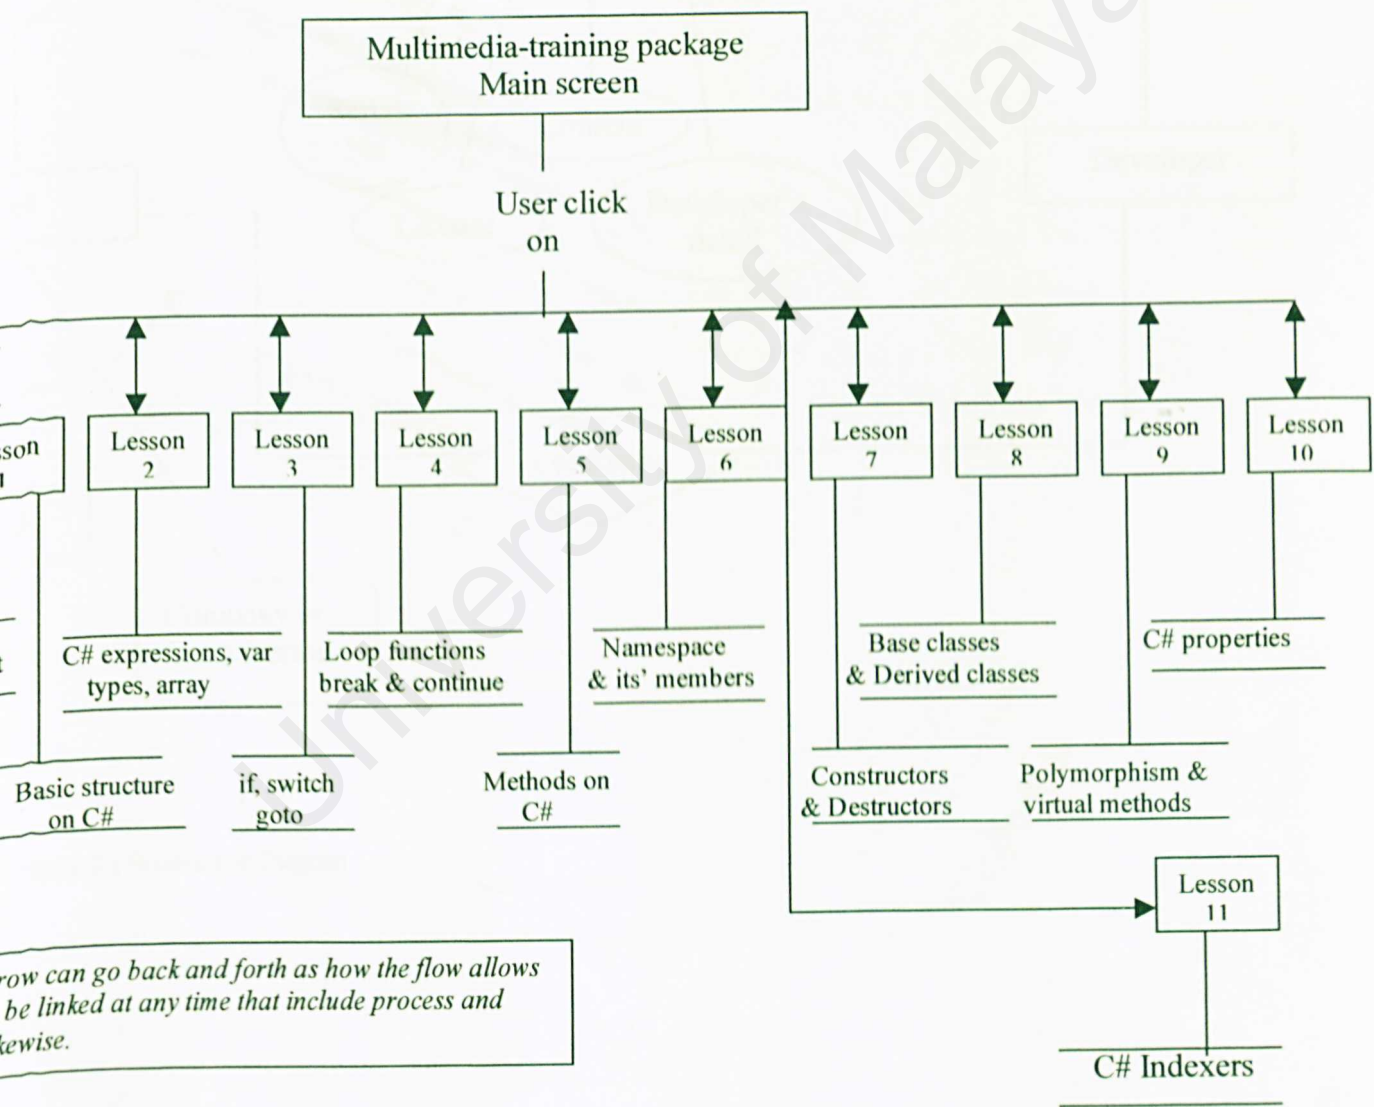 Multimedia-training package
Main screen
User click
on
Lesson
2
Lesson
3
Lesson
4
Lesson
5
Lesson
6
Lesson
7
Lesson
8
Lesson
9
Lesson
10
C# expressions, var
types, array
Loop functions
break & continue
Namespace
& its' members
Base classes
& Derived classes
C# properties
Basic structure
on C#
if, switch
goto
Methods on
C#
Constructors
& Destructors
Polymorphism &
virtual methods
Lesson
11
C# Indexers
can go back and forth as how the flow allows
be linked at any time that include process and
University of Malaya